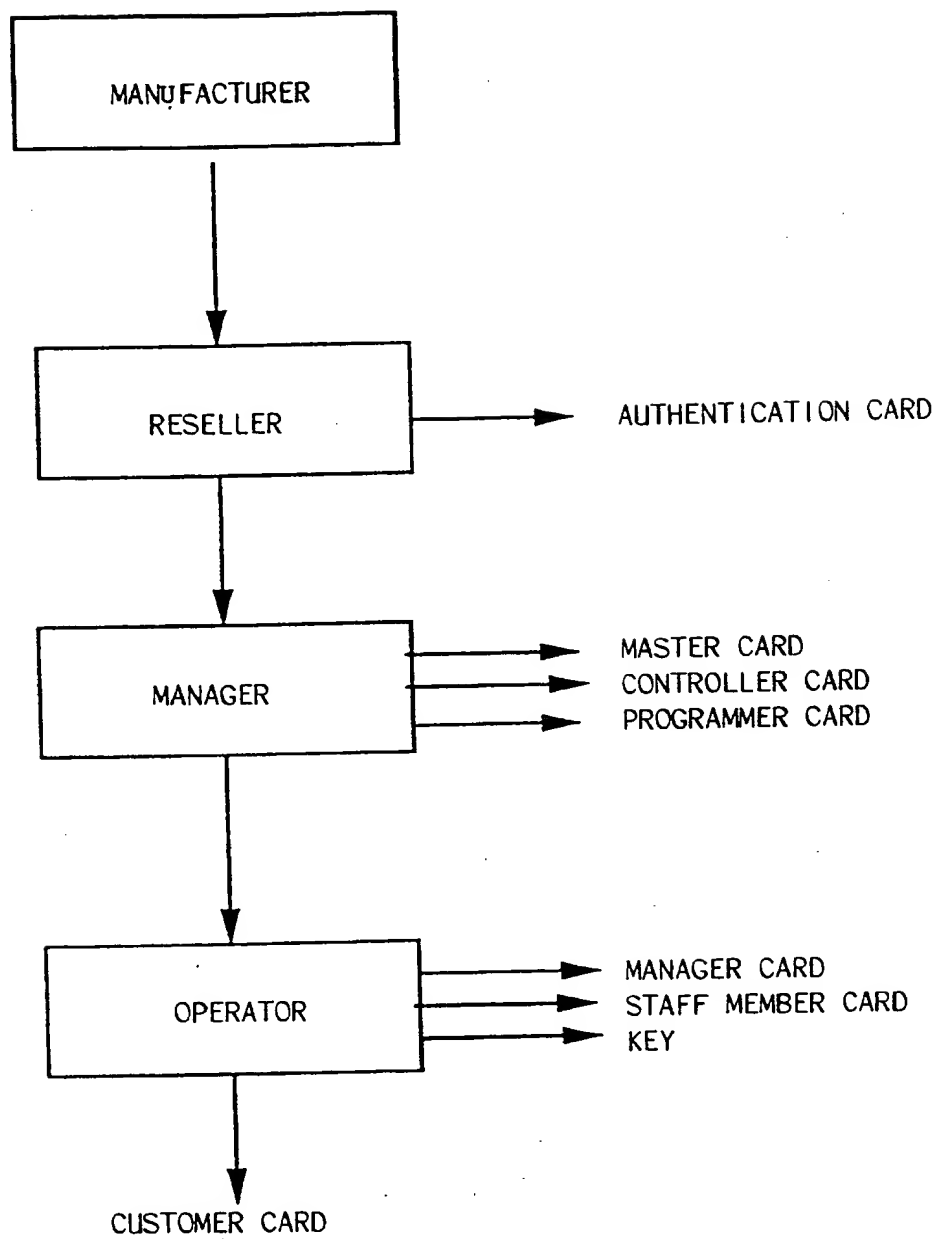 MANUFACTURER
RESELLER
AUTHENTICATION CARD
MANAGER
MASTER CARD
CONTROLLER CARD
PROGRAMMER CARD
OPERATOR
MANAGER CARD
STAFF MEMBER CARD
KEY
CUSTOMER CARD